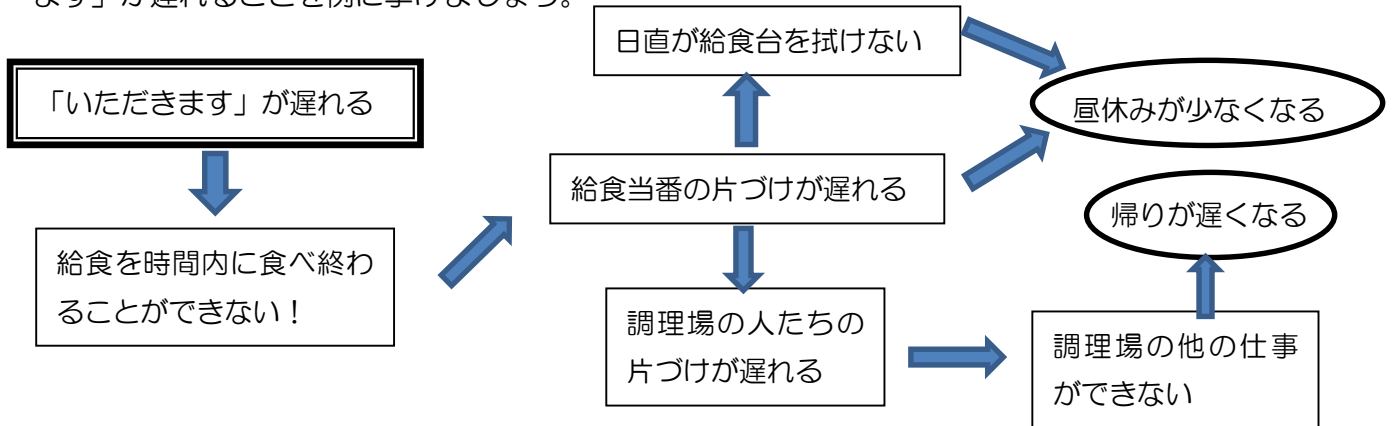 ます」が遅れることを例に挙げましょう。
日直が給食台を拭けない
「いただきます」が遅れる
昼休みが少なくなる
給食当番の片づけが遅れる
帰りが遅くなる
給食を時間内に食べ終わ
ることができない！
調理場の人たちの
片づけが遅れる
調理場の他の仕事
ができない